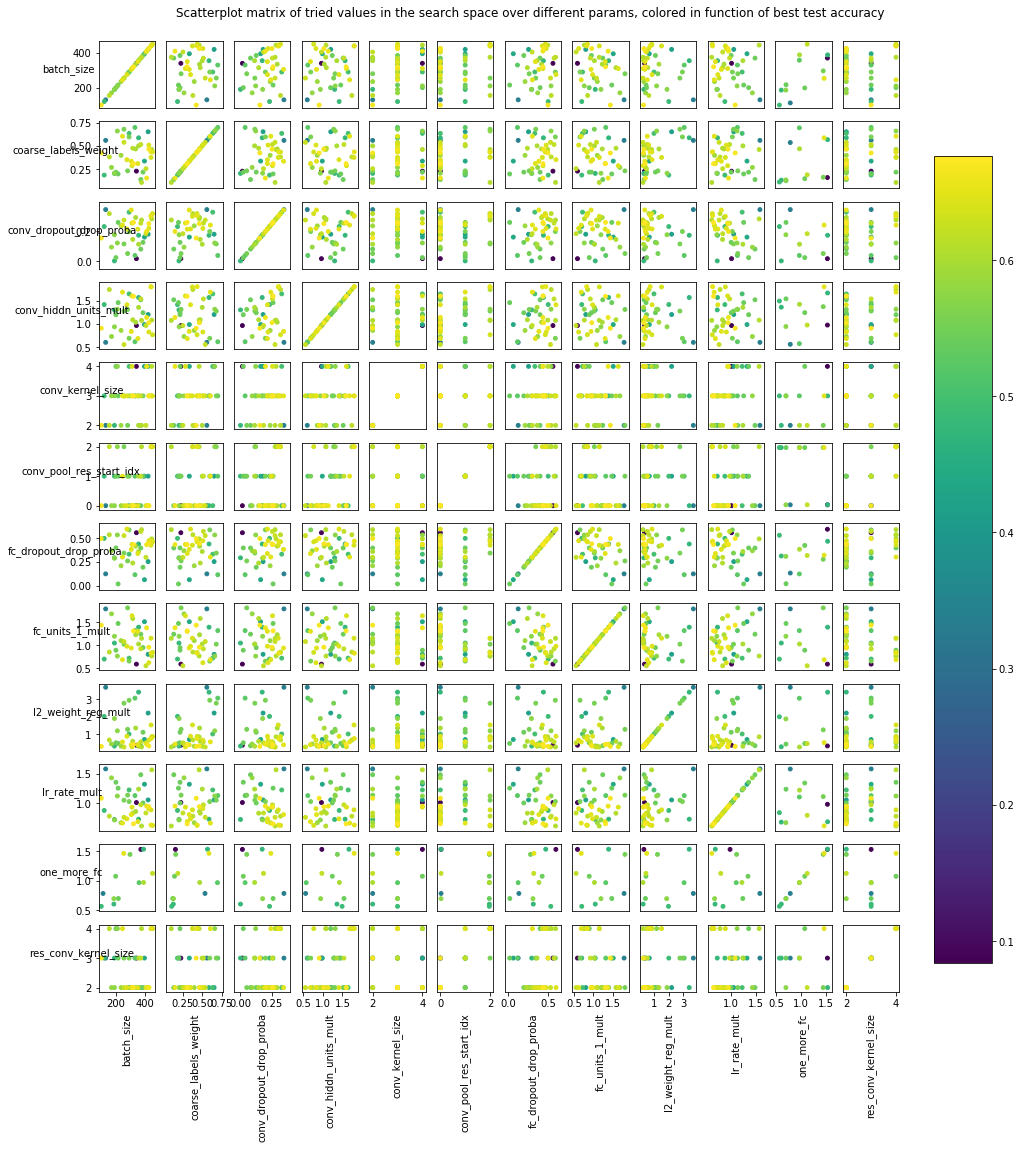 Scatterplot matrix of tried values in the search space over different params, colored in function of best test accuracy
400
batch_size
200
0.75
coarse_labels_weight
0.50
0.25
conv_dropout_drop_proba
0.2
0.0
1.5
conv_hiddn_units_mult
1.0
0.5
4
conv_kernel_size
3
2
2
conv_pool_res_start_idx
1
0
0.50
fc_dropout_drop_proba
0.25
0.00
1.5
fc_units_1_mult
1.0
0.5
3
l2_weight_reg_mult
2
1
1.5
lr_rate_mult
1.0
1.5
one_more_fc
1.0
0.5
4
res_conv_kernel_size
3
2
200 400 0.25 0.50 0.75 0.00 0.25 0.5 1.0 1.5 2 4 0 2 0.0 0.5 0.5 1.0 1.5 1 2 3 1.0 1.5 0.5 1.0 1.5 2 4
batch_size
coarse_labels_weight
conv_dropout_drop_proba
conv_hiddn_units_mult
conv_kernel_size
conv_pool_res_start_idx
fc_dropout_drop_proba
fc_units_1_mult
l2_weight_reg_mult
lr_rate_mult
one_more_fc
res_conv_kernel_size
0.6
0.5
0.4
0.3
0.2
0.1